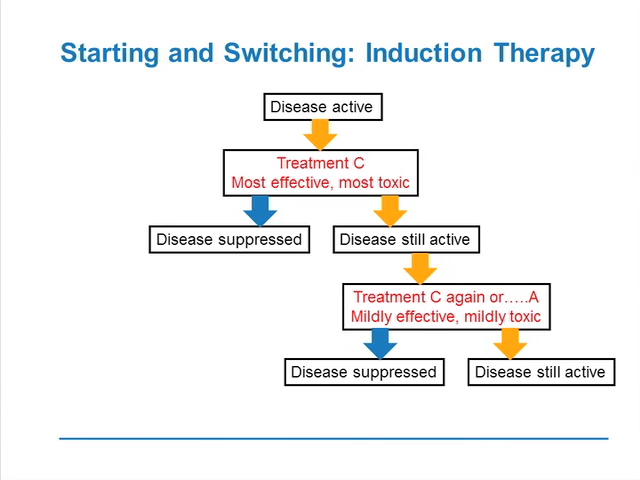 Starting and Switching: Induction Therapy
Disease active
Treatment C
Most effective, most toxic
Disease suppressed
Disease still active
Treatment C again or.....A
Mildly effective, mildly toxic
Disease suppressed
Disease still active